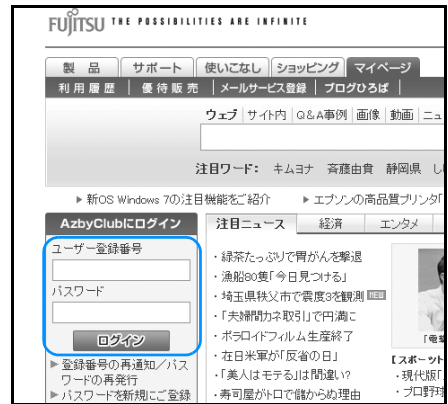 FUJITSU THE POSSIBILITIES ARE INFINITE
製品 サポート 使いこなし ショッピング マイページ
利用履歴 | 優待販売 | メールサービス登録 | ブログひろば |
ウェブ サイト内 Q&A事例 画像 動画 ニュ
注目ワード: キムヨナ 斉藤由貴 静岡県 し
▶ 新OS Windows 7の注目機能をご紹介 ▶ エプソンの高品質プリンタ「
AzbyClubにログイン 注目ニュース 経済 エンタメ
ユーザー登録番号
パスワード
ログイン
▶ 登録番号の再通知/パスワードの再発行
▶ パスワードを新規にご登録
・緑茶たっぷりで胃がんを撃退
・漁船80隻「今日見つける」
・埼玉県秩父市で震度3を観測 NEW
・「夫婦間カネ取引」で円満に
・ポラロイドフィルム生産終了
・在日米軍が「反省の日」
・「美人はモテる」は間違い?
・寿司屋がトロで儲からぬ理由
【スポーツト
・現代版「
・プロ野球